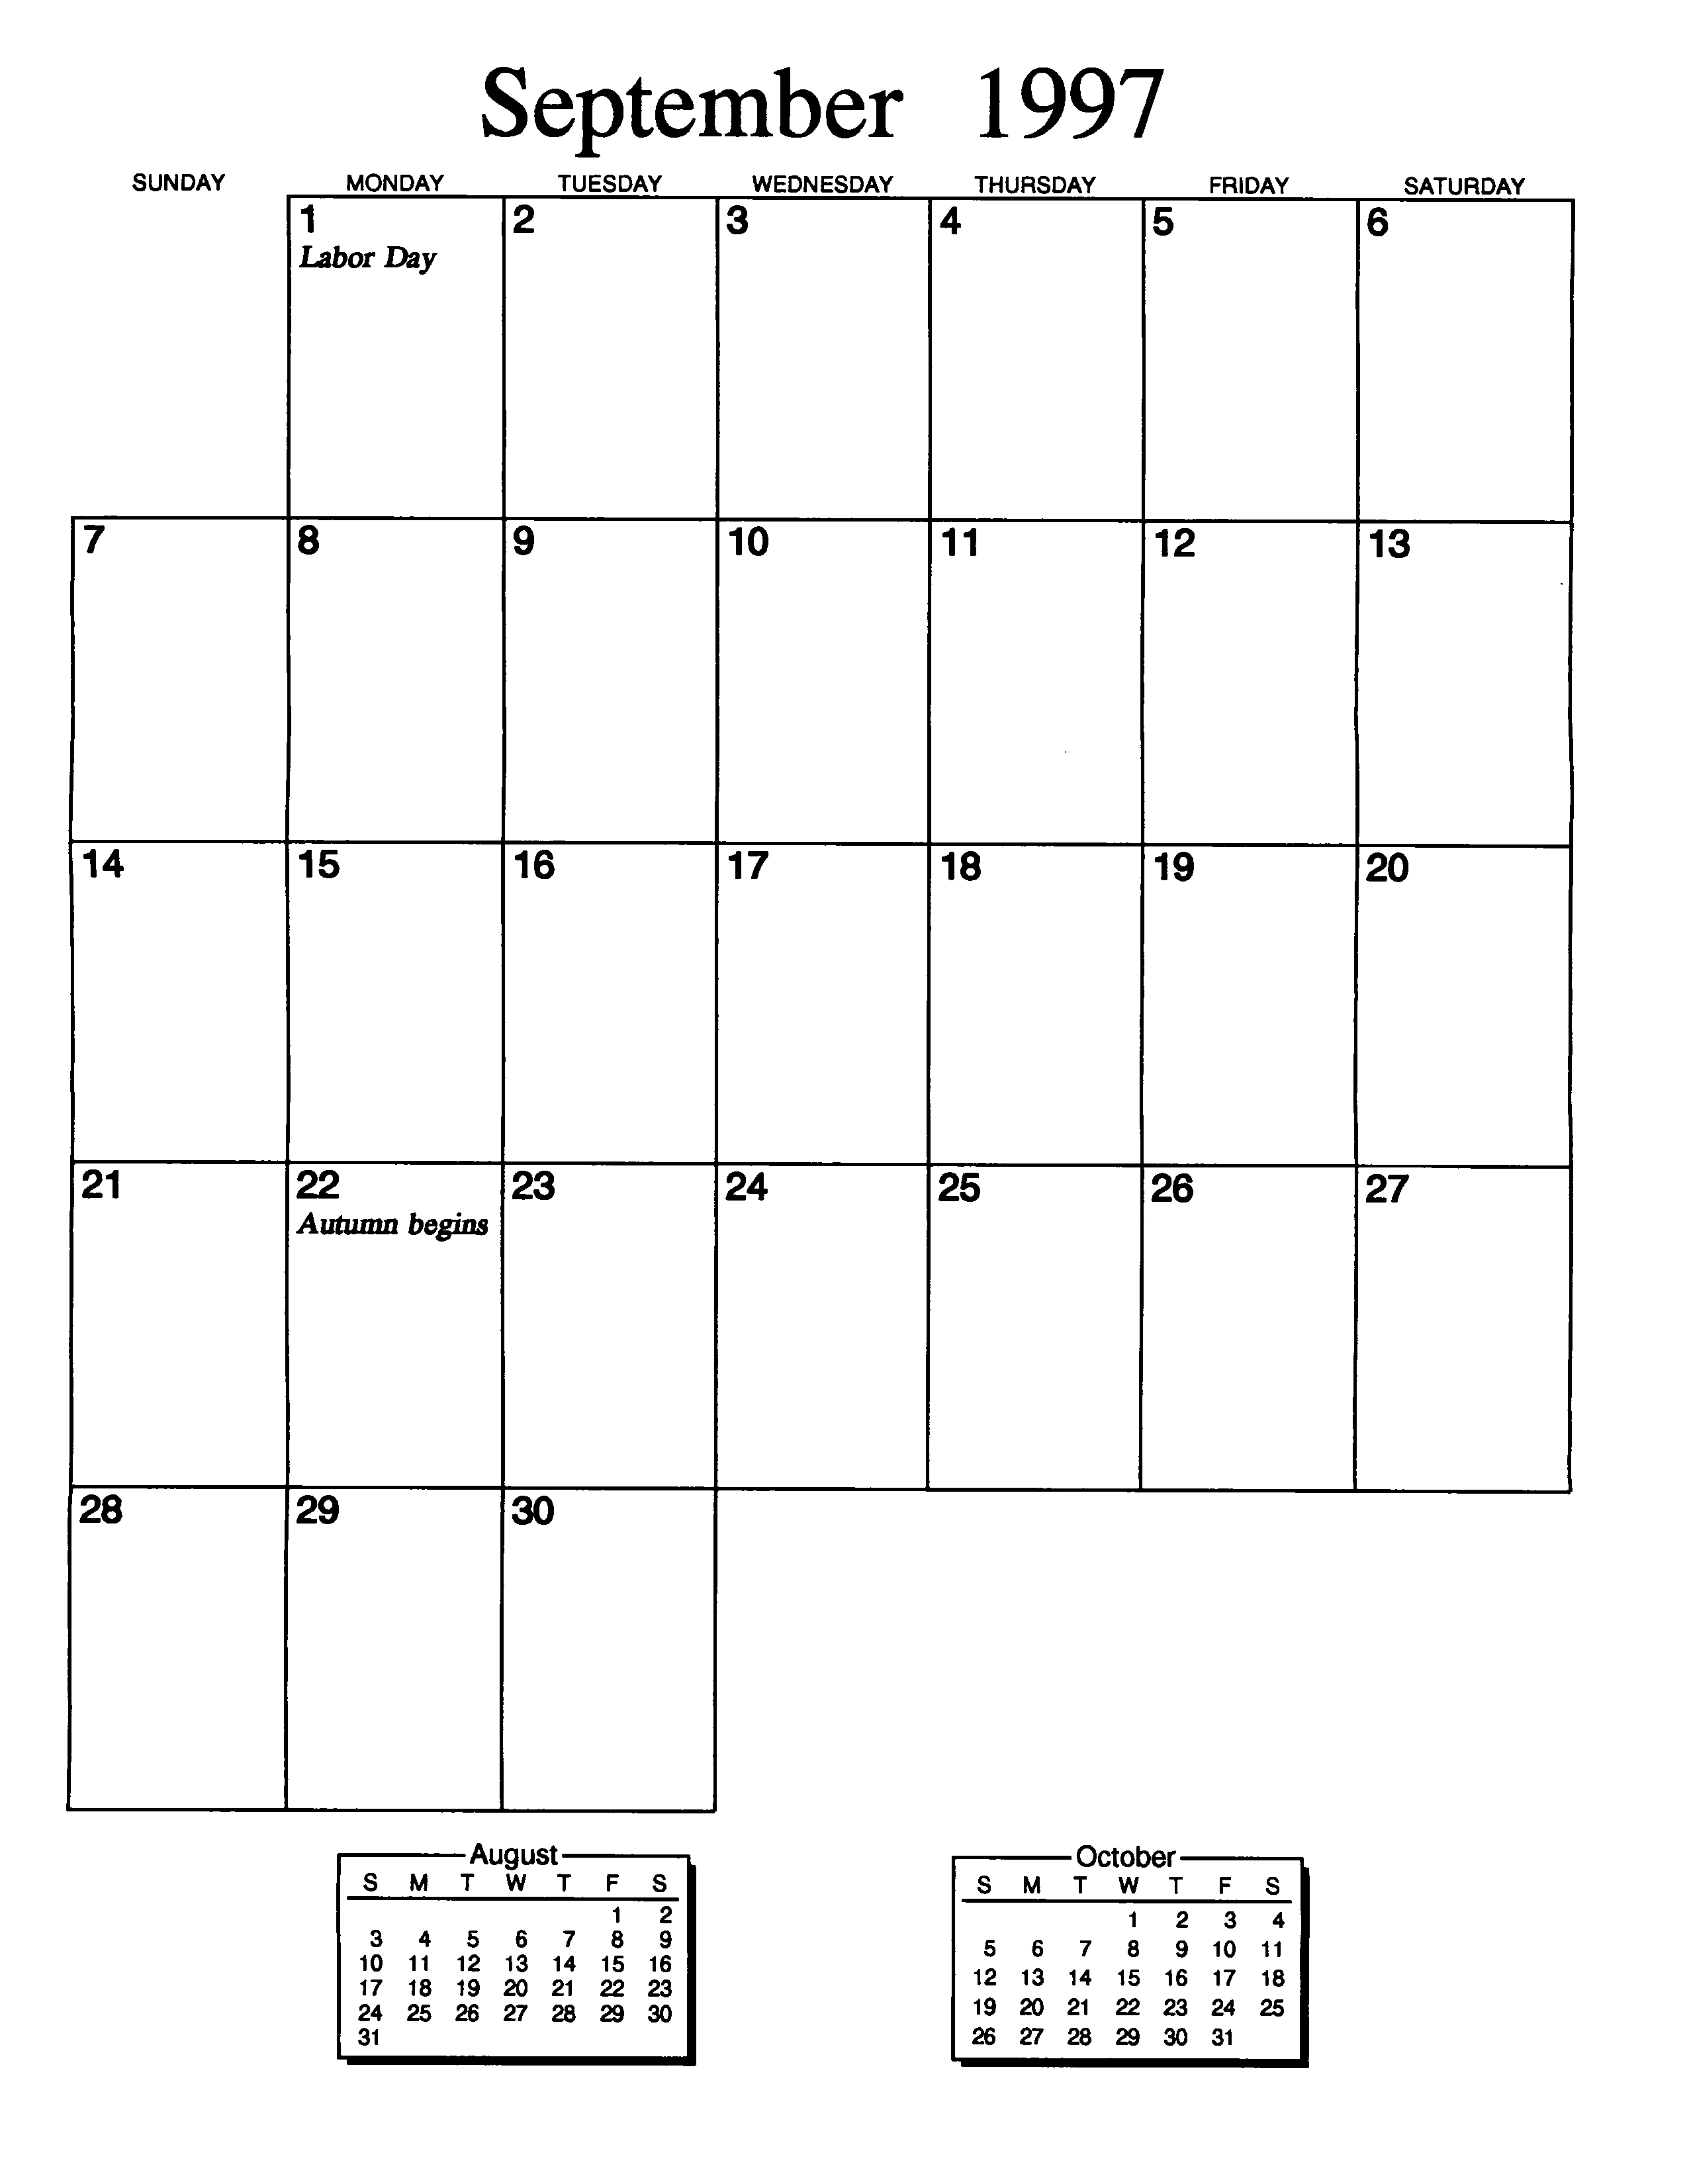 September 1997
SUNDAY MONDAY TUESDAY WEDNESDAY THURSDAY FRIDAY SATURDAY
1 2 3 4 5 6
Labor Day
7 8 9 10 11 12 13
14 15 16 17 18 19 20
21 22 23 24 25 26 27
Autumn begins
28 29 30
August
S M T W T F S
1 2
3 4 5 6 7 8 9
10 11 12 13 14 15 16
17 18 19 20 21 22 23
24 25 26 27 28 29 30
31
October
S M T W T F S
1 2 3 4
5 6 7 8 9 10 11
12 13 14 15 16 17 18
19 20 21 22 23 24 25
26 27 28 29 30 31